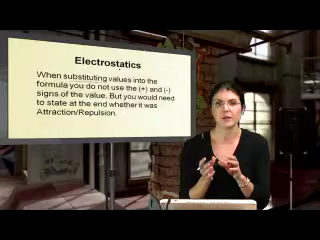 Electrostatics
When substituting values into the
formula you do not use the (+) and (-)
signs of the value. But you would need
to state at the end whether it was
Attraction/Repulsion.